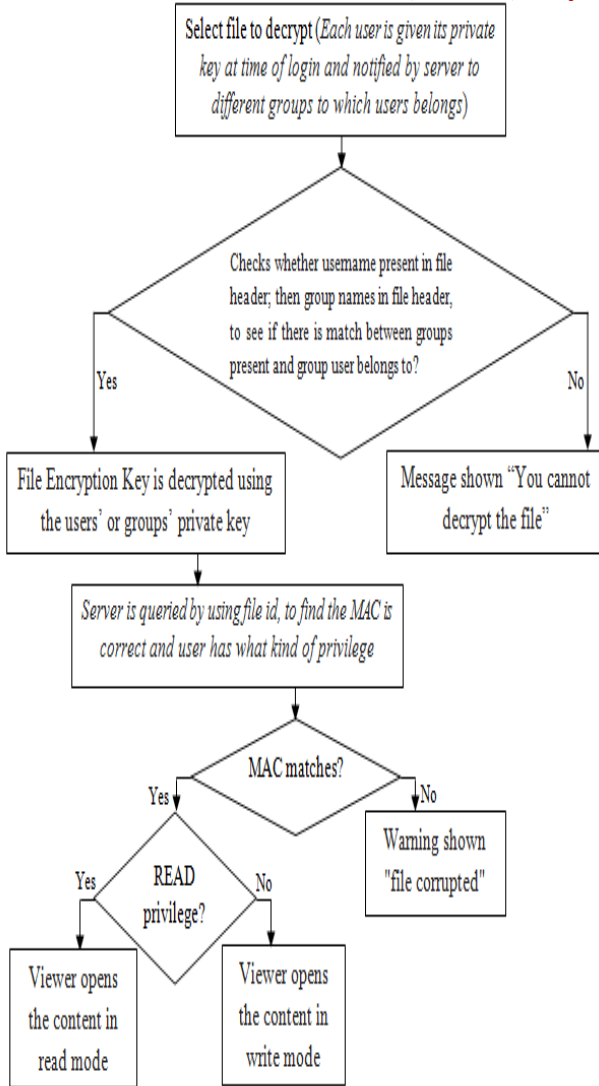 Select file to decrypt (Each user is given its private
key at time of login and notified by server to
different groups to which users belongs)
Checks whether username present in file
header; then group names in file header,
to see if there is match between groups
present and group user belongs to?
Yes
No
File Encryption Key is decrypted using
the users' or groups' private key
Message shown “You cannot
decrypt the file”
Server is queried by using file id, to find the MAC is
correct and user has what kind of privilege
MAC matches?
Yes
No
Warning shown
"file corrupted"
READ
privilege?
Yes
No
Viewer opens
the content in
read mode
Viewer opens
the content in
write mode